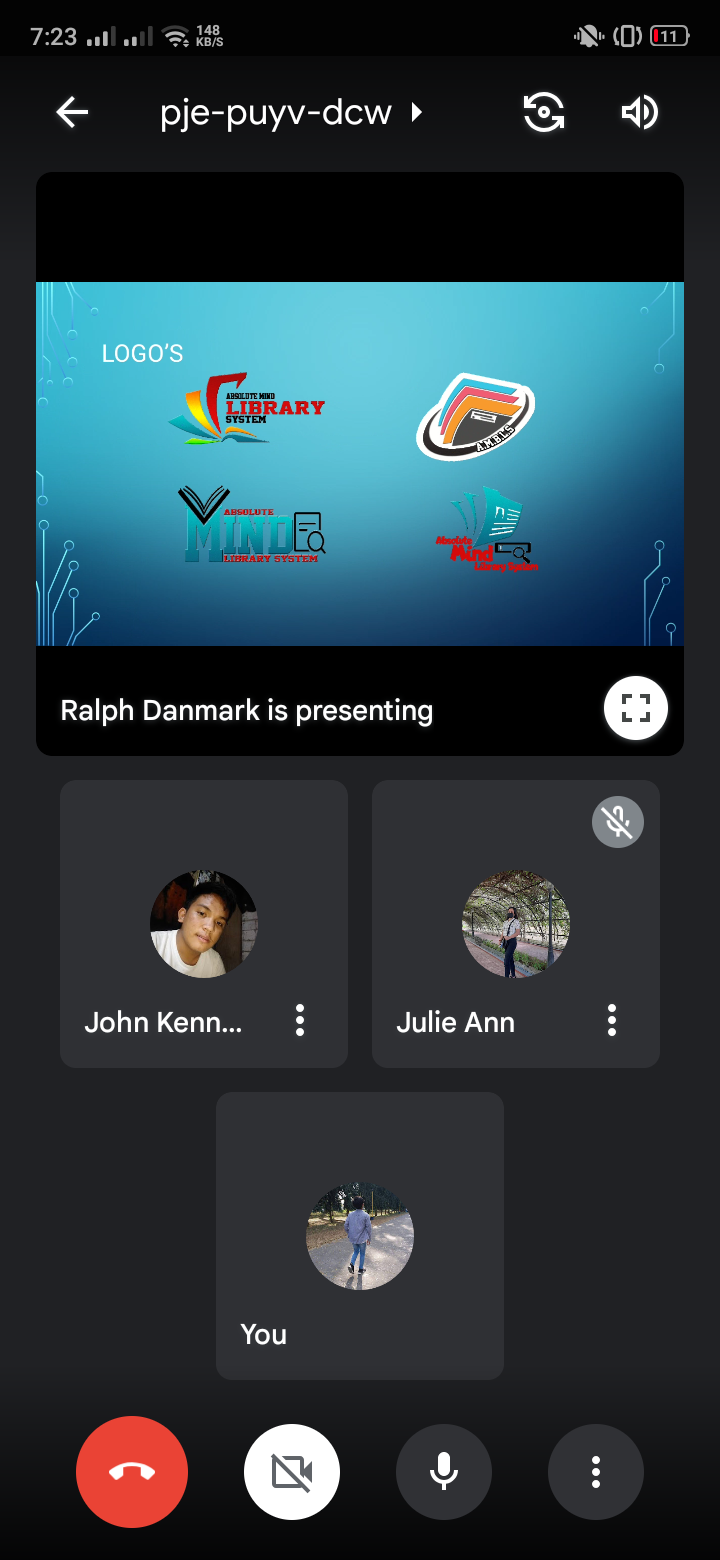 7:23 148 KB/S 11
pje-puyv-dcw
LOGO'S
ABSOLUTE MIND
LIBRARY
SYSTEM
A.M.B.L.S
ABSOLUTE
MIND
LIBRARY SYSTEM
Absolute
Mind
Library System
Ralph Danmark is presenting
John Kenn...
Julie Ann
You